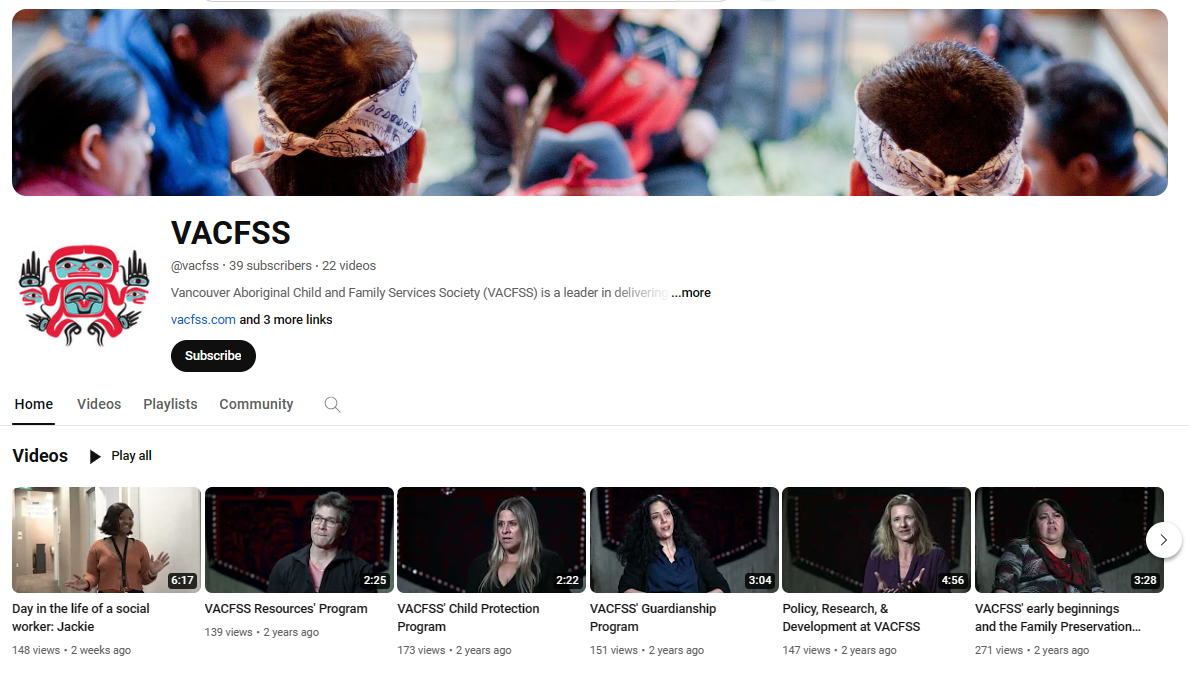 VACFSS
@vacfss • 39 subscribers • 22 videos
Vancouver Aboriginal Child and Family Services Society (VACFSS) is a leader in delivering ...more
vacfss.com and 3 more links
Subscribe
Home Videos Playlists Community
Videos Play all
6:17 2:25 2:22 3:04 4:56 3:28
Day in the life of a social
worker: Jackie
148 views • 2 weeks ago
VACFSS Resources' Program
139 views • 2 years ago
VACFSS' Child Protection
Program
173 views • 2 years ago
VACFSS' Guardianship
Program
151 views • 2 years ago
Policy, Research, &
Development at VACFSS
147 views • 2 years ago
VACFSS' early beginnings
and the Family Preservation...
271 views • 2 years ago